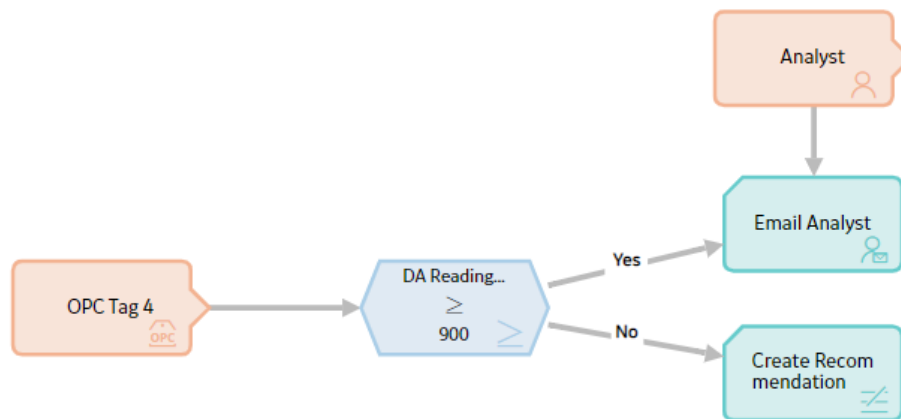 Analyst
Email Analyst
Yes
OPC Tag 4
OPC
DA Reading...
≥
900
≥
No
Create Recom
mendation